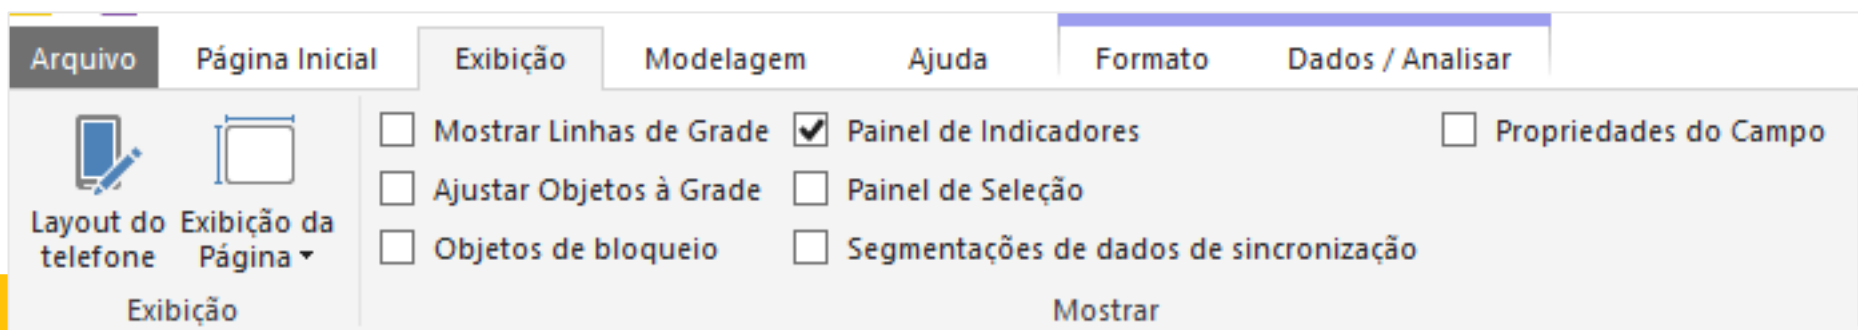 Arquivo Página Inicial Exibição Modelagem Ajuda Formato Dados / Analisar
Layout do telefone
Exibição da Página
Exibição
Mostrar Linhas de Grade
Ajustar Objetos à Grade
Objetos de bloqueio
Painel de Indicadores
Painel de Seleção
Segmentações de dados de sincronização
Propriedades do Campo
Mostrar